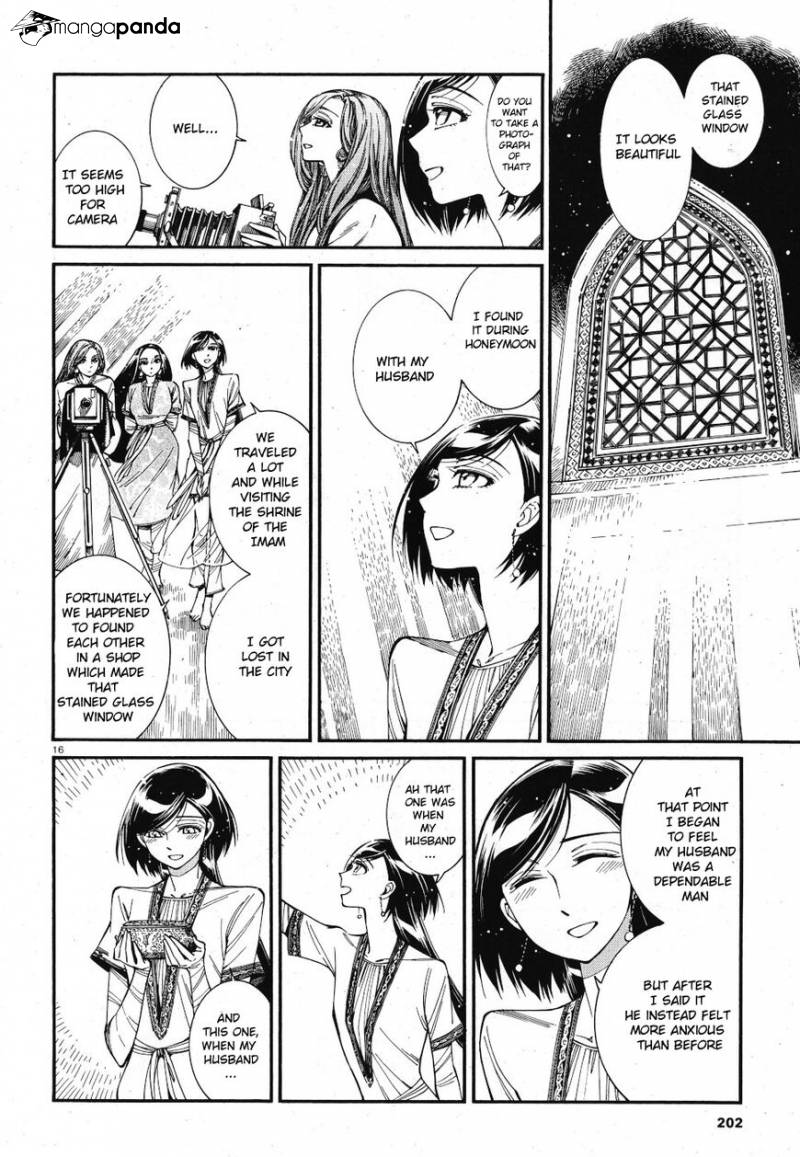 mangapanda
THAT
STAINED
GLASS
WINDOW
IT LOOKS
BEAUTIFUL
DO YOU
WANT
TO TAKE A
PHOTO-
GRAPH
OF
THAT?
WELL...
IT SEEMS
TOO HIGH
FOR
CAMERA
I FOUND
IT DURING
HONEYMOON
WITH MY
HUSBAND
WE
TRAVELED
A LOT
AND WHILE
VISITING
THE SHRINE
OF THE
IMAM
I GOT
LOST IN
THE CITY
FORTUNATELY
WE HAPPENED
TO FOUND
EACH OTHER
IN A SHOP
WHICH MADE
THAT
STAINED GLASS
WINDOW
16
AT
THAT POINT
I BEGAN
TO FEEL
MY HUSBAND
WAS A
DEPENDABLE
MAN
BUT AFTER
I SAID IT
HE INSTEAD FELT
MORE ANXIOUS
THAN BEFORE
AH THAT
ONE WAS
WHEN
MY
HUSBAND
...
AND
THIS ONE,
WHEN MY
HUSBAND
...
202